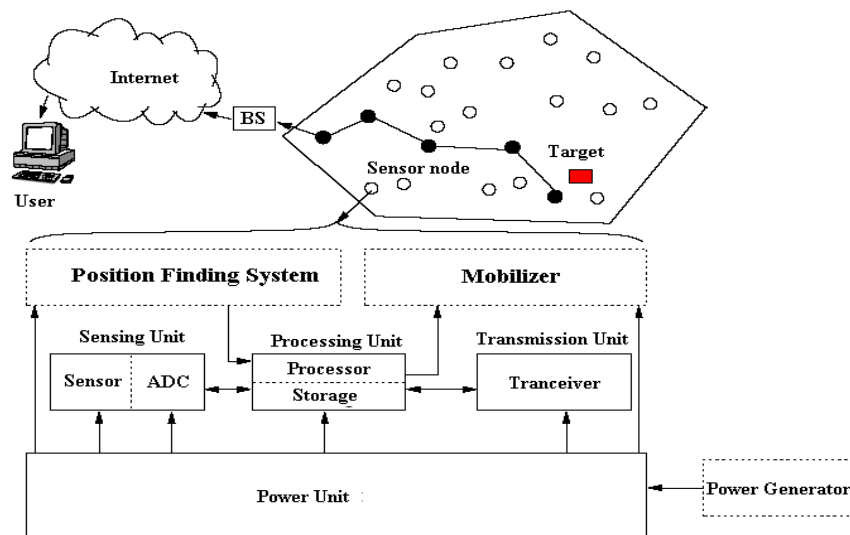 Internet
BS
Target
Sensor node
User
Position Finding System
Mobilizer
Sensing Unit
Processing Unit
Transmission Unit
Sensor
ADC
Processor
Storage
Tranceiver
Power Unit
Power Generator